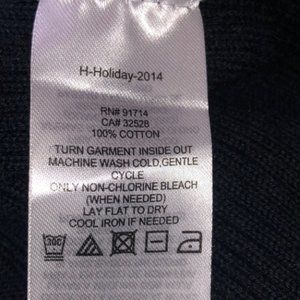 H-Holiday-2014
RN# 91714
CA# 32528
100% COTTON
TURN GARMENT INSIDE OUT
MACHINE WASH COLD,GENTLE
CYCLE
ONLY NON-CHLORINE BLEACH
(WHEN NEEDED)
LAY FLAT TO DRY
COOL IRON IF NEEDED